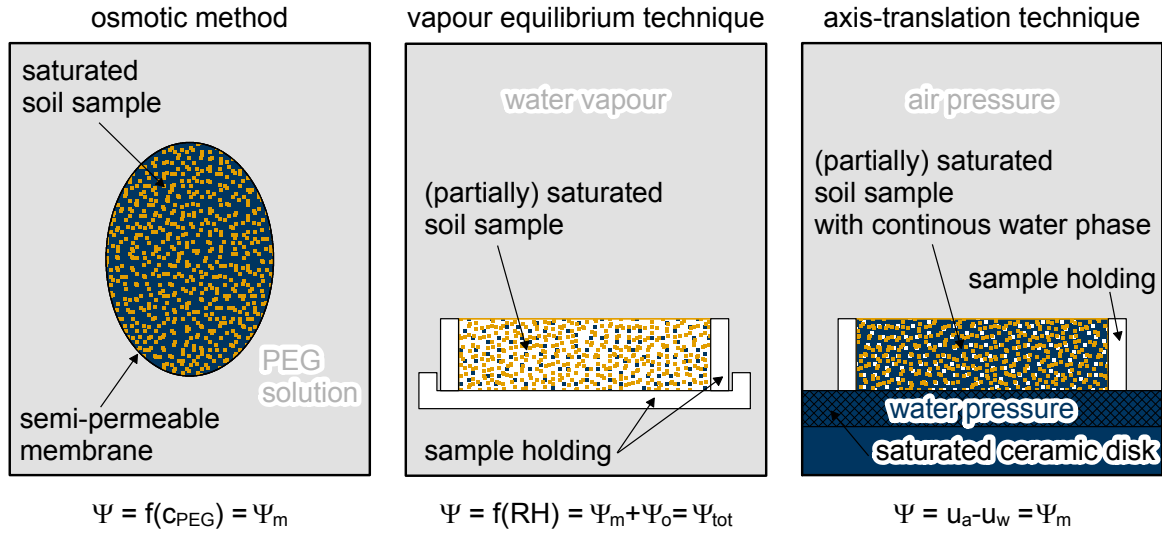 osmotic method
saturated
soil sample
PEG
solution
semi-permeable
membrane
Ψ = f(cPEG) = Ψm
vapour equilibrium technique
water vapour
(partially) saturated
soil sample
sample holding
Ψ = f(RH) = Ψm+Ψo= Ψtot
axis-translation technique
air pressure
(partially) saturated
soil sample
with continous water phase
sample holding
water pressure
saturated ceramic disk
Ψ = ua-uw =Ψm